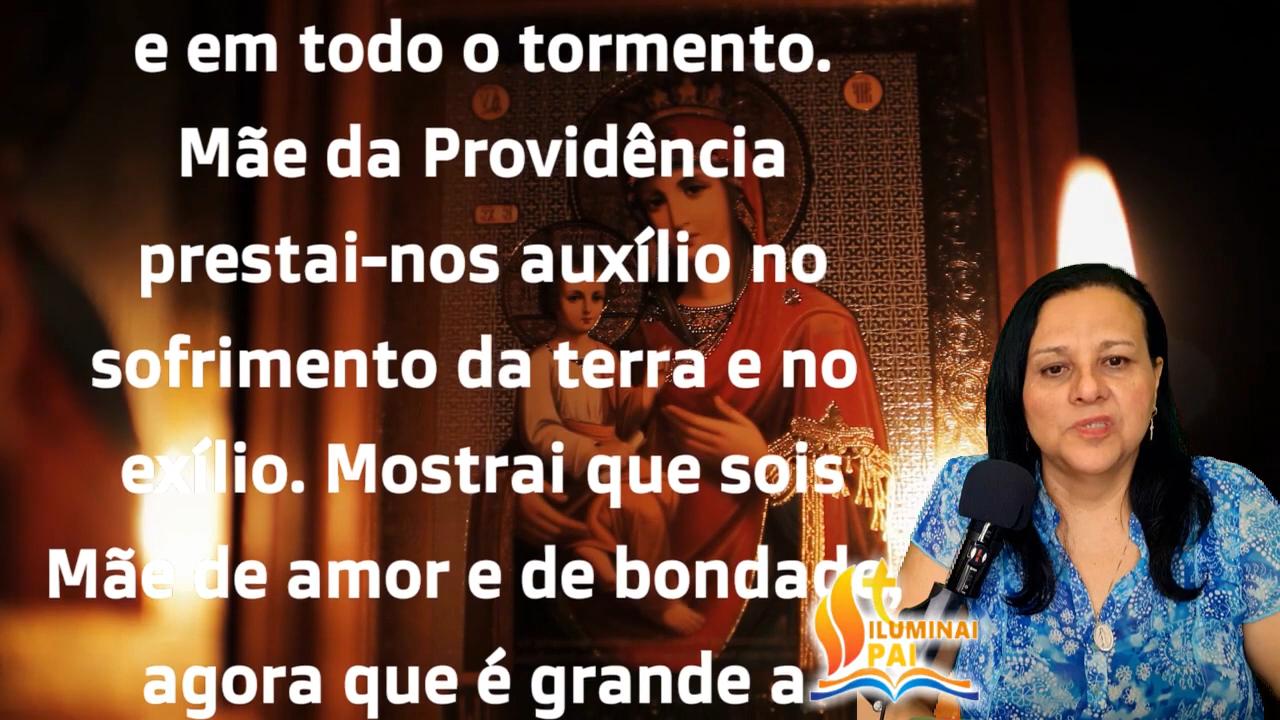 e em todo o tormento.
Mãe da Providência
prestai-nos auxílio no
sofrimento da terra e no
exílio. Mostrai que sois
Mãe de amor e de bondade,
agora que é grande a
ILUMINAI
PAI